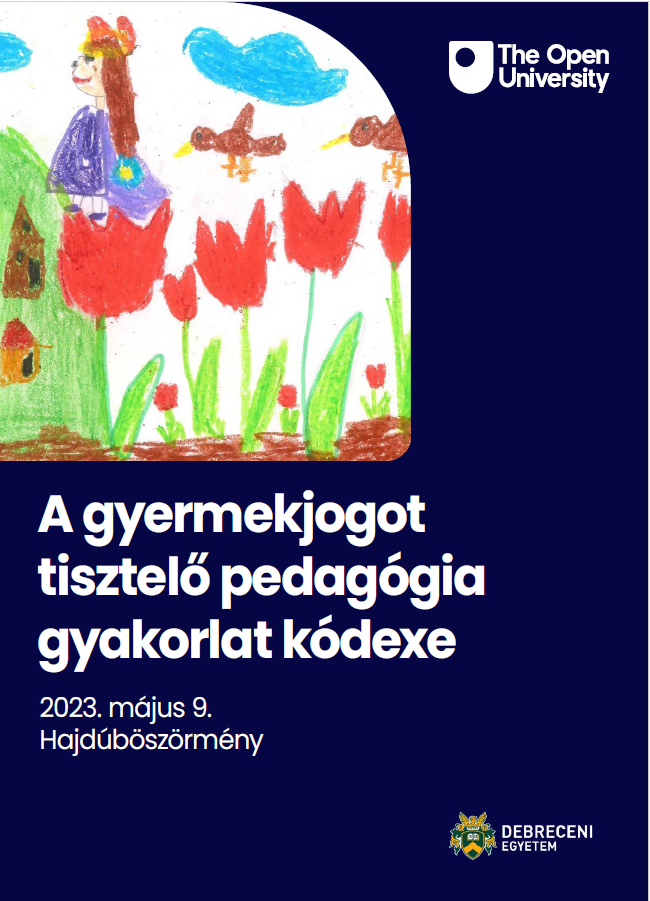 The Open
University
A gyermekjogot
tisztelő pedagógia
gyakorlat kódexe
2023. május 9.
Hajdúböszörmény
DEBRECENI
EGYETEM